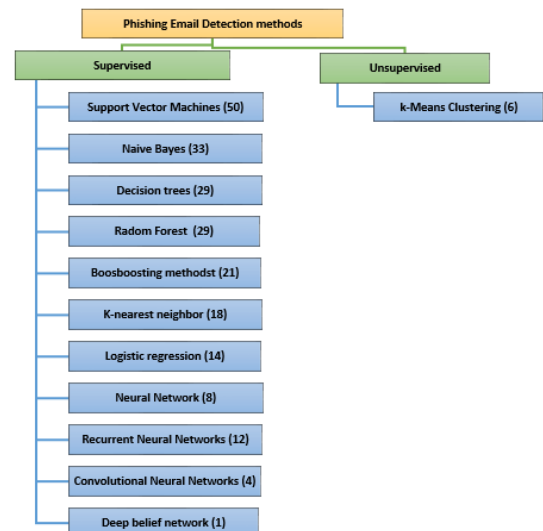 Phishing Email Detection methods
Supervised
Unsupervised
Support Vector Machines (50)
k-Means Clustering (6)
Naive Bayes (33)
Decision trees (29)
Radom Forest (29)
Boosboosting methodst (21)
K-nearest neighbor (18)
Logistic regression (14)
Neural Network (8)
Recurrent Neural Networks (12)
Convolutional Neural Networks (4)
Deep belief network (1)